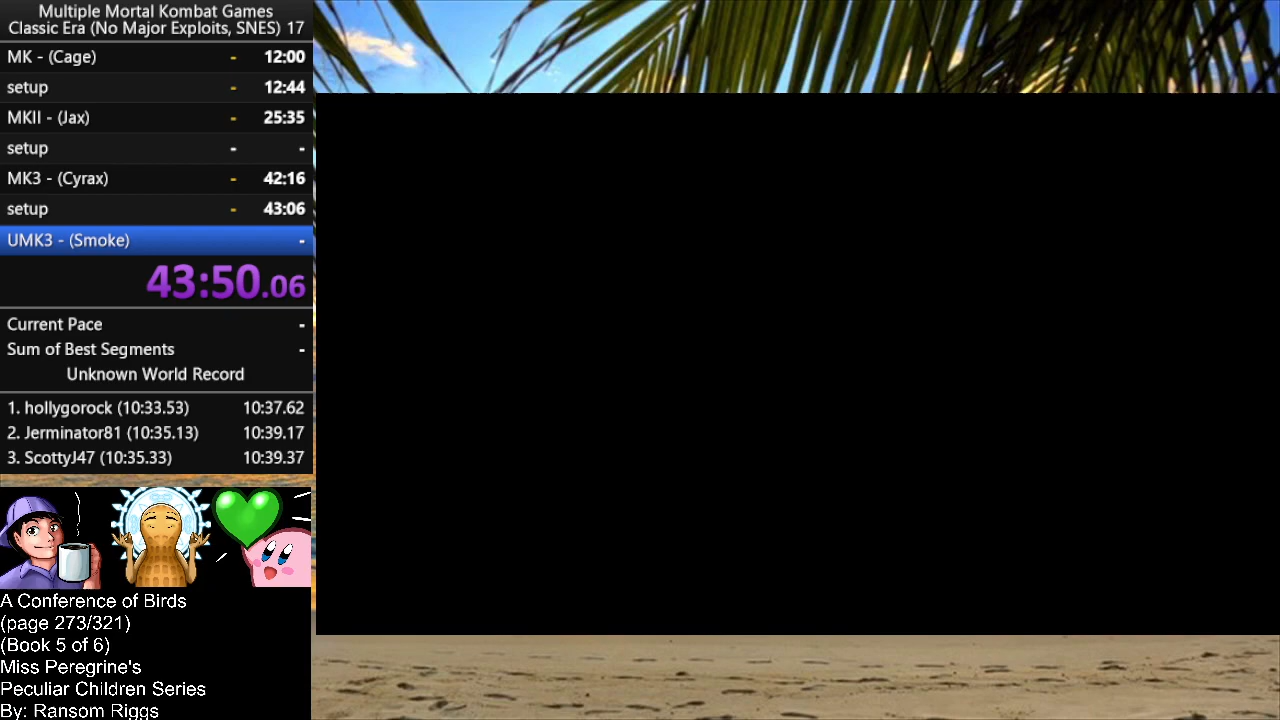 Multiple Mortal Kombat Games
Classic Era (No Major Exploits, SNES) 17
MK - (Cage) - 12:00
setup - 12:44
MKII - (Jax) - 25:35
setup - -
MK3 - (Cyrax) - 42:16
setup - 43:06
UMK3 - (Smoke) -
43:50.06
Current Pace -
Sum of Best Segments -
Unknown World Record
1. hollygorock (10:33.53) 10:37.62
2. Jerminator81 (10:35.13) 10:39.17
3. ScottyJ47 (10:35.33) 10:39.37
A Conference of Birds
(page 273/321)
(Book 5 of 6)
Miss Peregrine's
Peculiar Children Series
By: Ransom Riggs